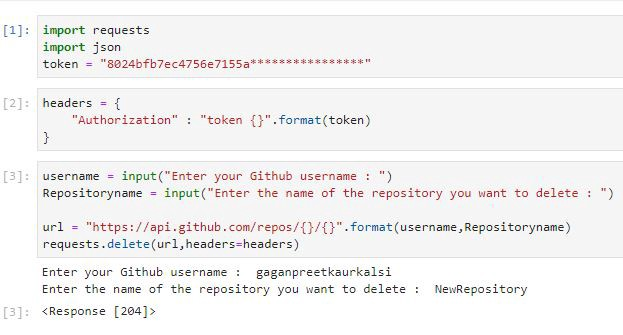 [1]: import requests
import json
token = "8024bfb7ec4756e7155a****************"
[2]: headers = {
"Authorization" : "token {}".format(token)
}
[3]: username = input("Enter your Github username : ")
Repositoryname = input("Enter the name of the repository you want to delete : ")
url = "https://api.github.com/repos/{}/{}".format(username,Repositoryname)
requests.delete(url,headers=headers)
Enter your Github username :  gaganpreetkaurkalsi
Enter the name of the repository you want to delete :  NewRepository
[3]: <Response [204]>